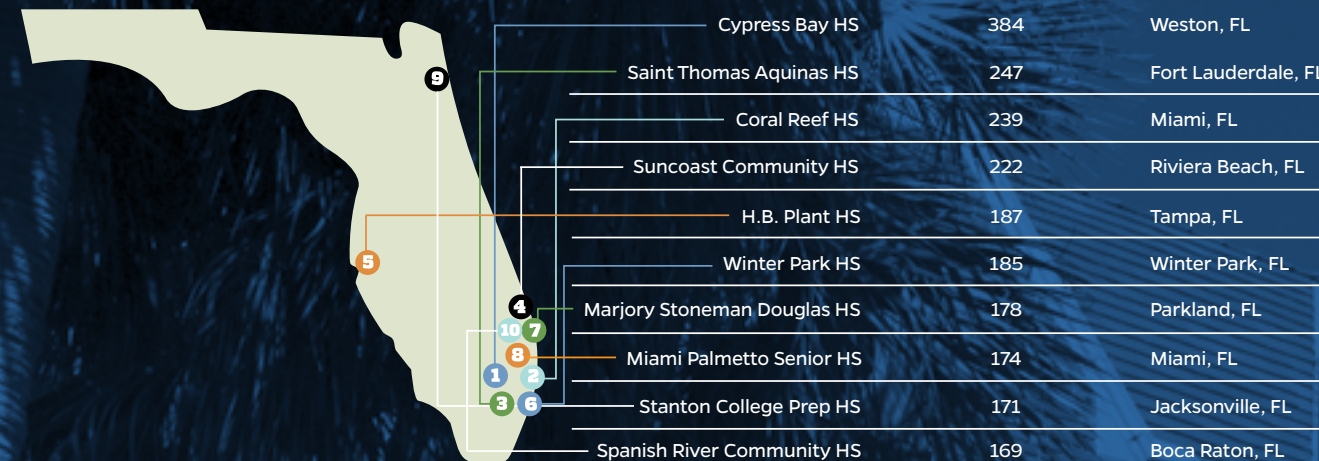 Cypress Bay HS 384 Weston, FL
Saint Thomas Aquinas HS 247 Fort Lauderdale, FL
Coral Reef HS 239 Miami, FL
Suncoast Community HS 222 Riviera Beach, FL
H.B. Plant HS 187 Tampa, FL
Winter Park HS 185 Winter Park, FL
Marjory Stoneman Douglas HS 178 Parkland, FL
Miami Palmetto Senior HS 174 Miami, FL
Stanton College Prep HS 171 Jacksonville, FL
Spanish River Community HS 169 Boca Raton, FL
9
5
4
10 7
8
1 2
3 6